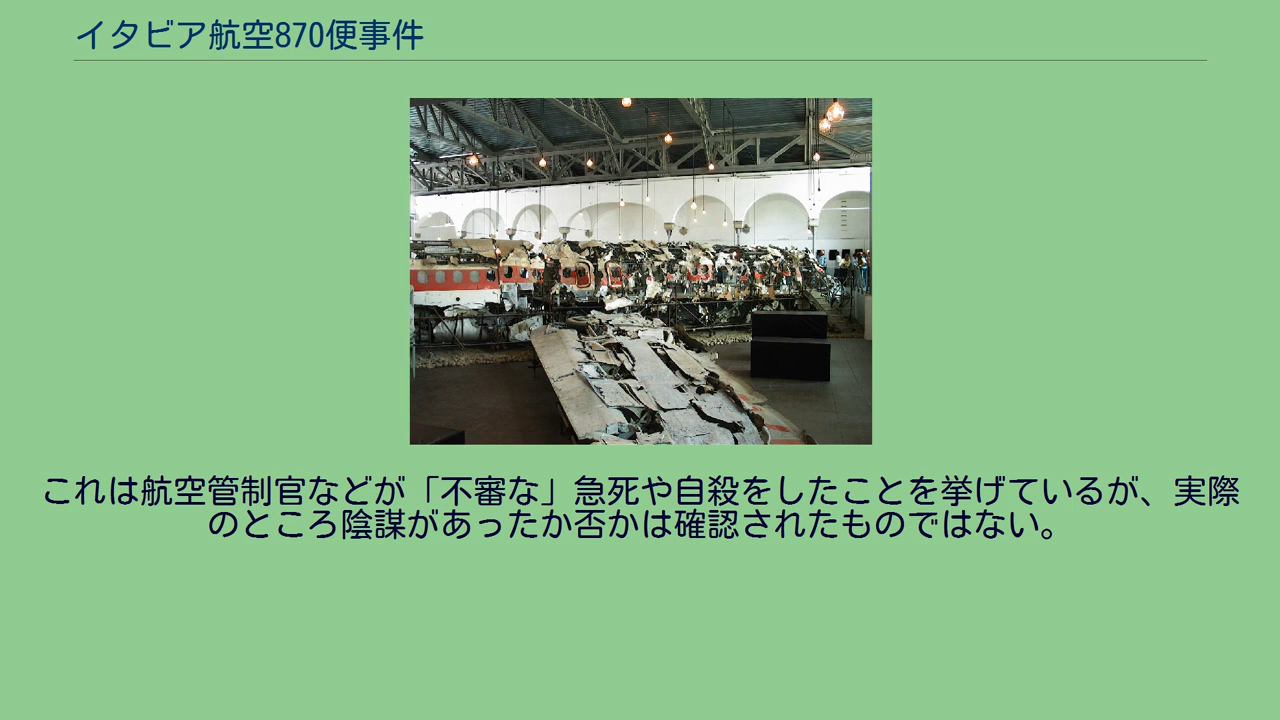 イタビア航空870便事件
これは航空管制官などが「不審な」急死や自殺をしたことを挙げているが、実際
のところ陰謀があったか否かは確認されたものではない。